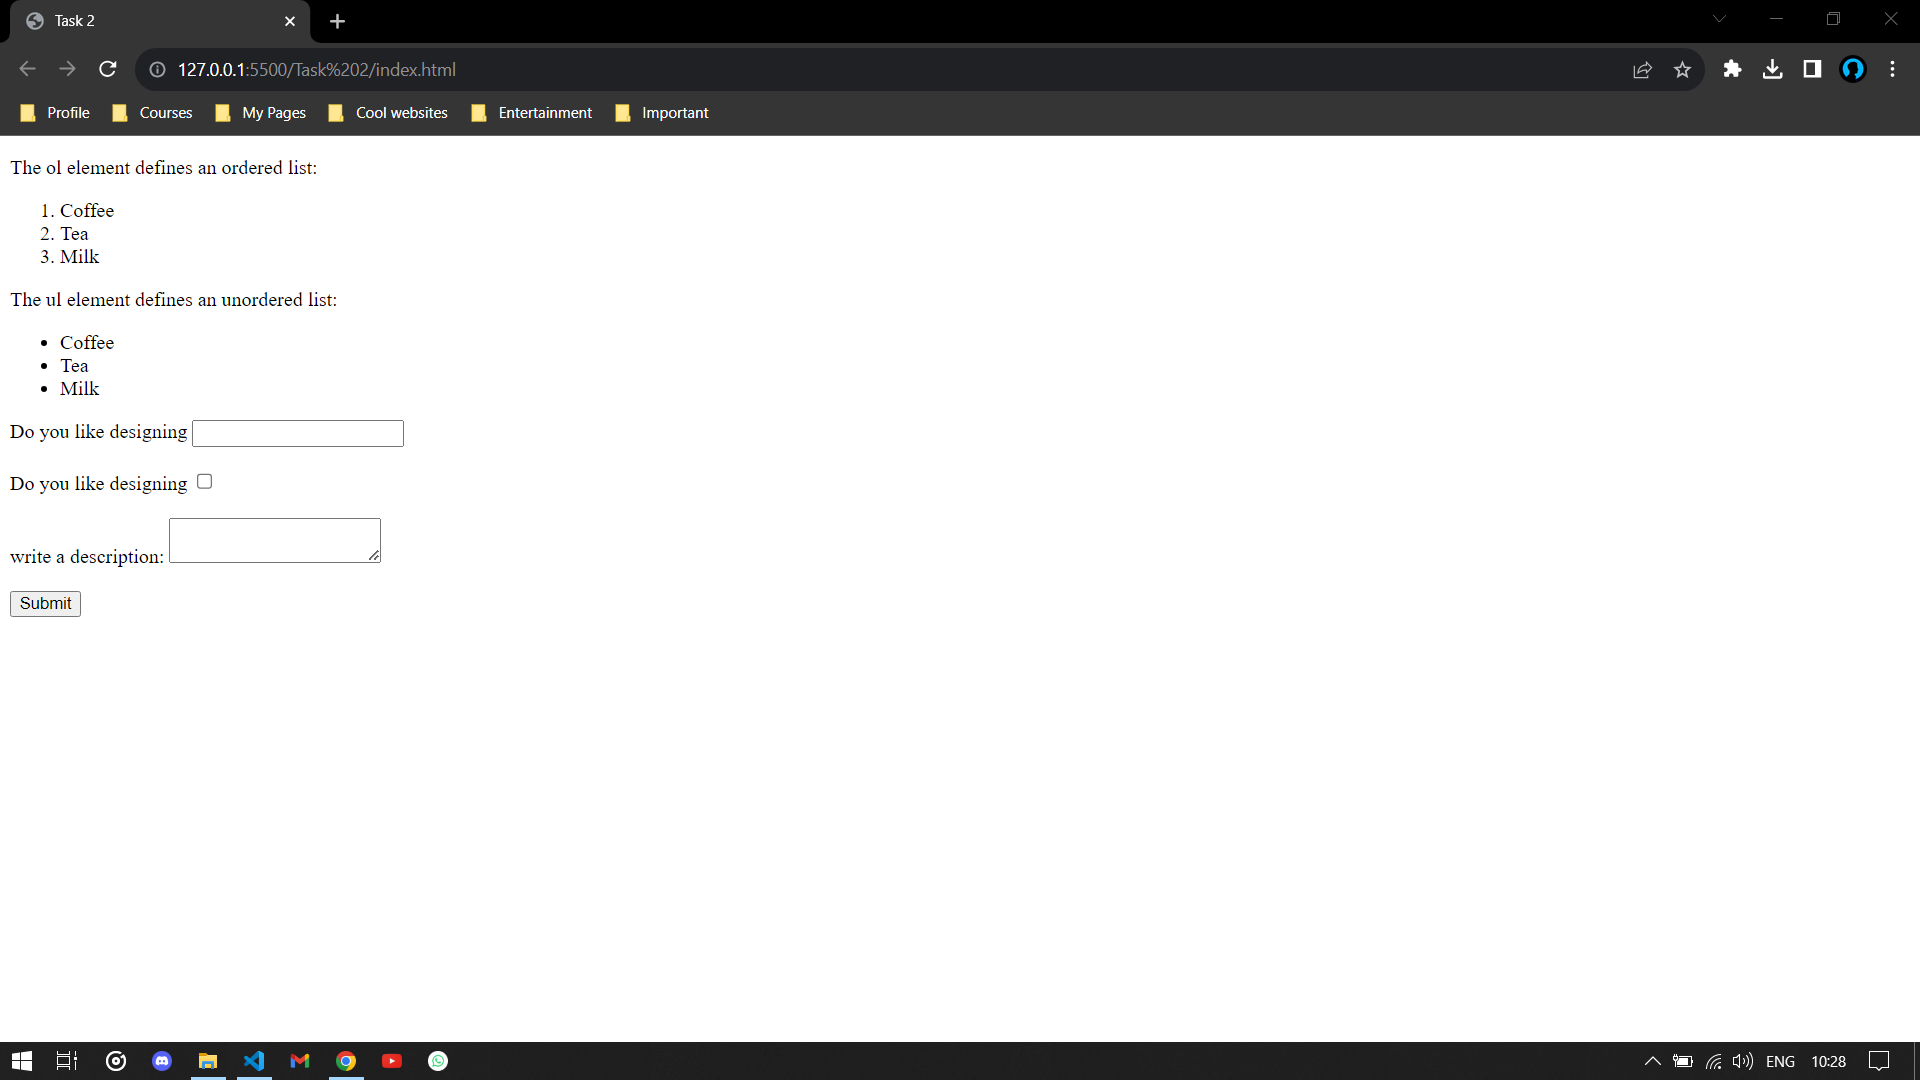 Task 2
127.0.0.1:5500/Task%202/index.html
Profile Courses My Pages Cool websites Entertainment Important
The ol element defines an ordered list:
1. Coffee
2. Tea
3. Milk
The ul element defines an unordered list:
• Coffee
• Tea
• Milk
Do you like designing
Do you like designing
write a description:
Submit
ENG 10:28